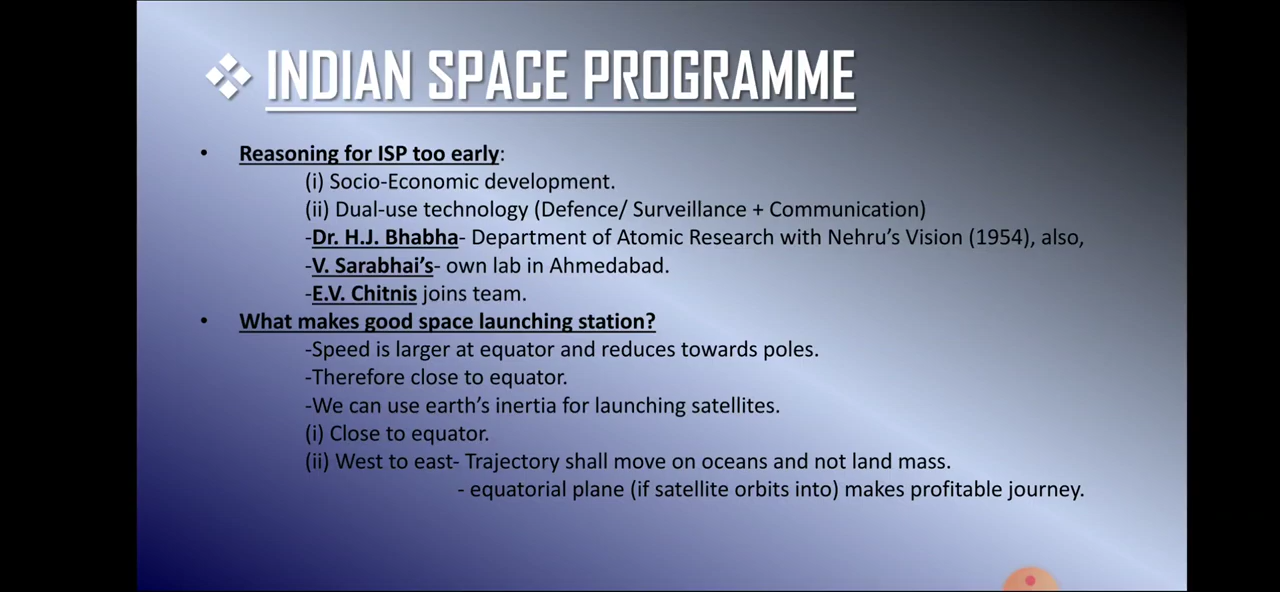 ❖ INDIAN SPACE PROGRAMME
• Reasoning for ISP too early:
(i) Socio-Economic development.
(ii) Dual-use technology (Defence/ Surveillance + Communication)
-Dr. H.J. Bhabha- Department of Atomic Research with Nehru's Vision (1954), also,
-V. Sarabhai's- own lab in Ahmedabad.
-E.V. Chitnis joins team.
• What makes good space launching station?
-Speed is larger at equator and reduces towards poles.
-Therefore close to equator.
-We can use earth's inertia for launching satellites.
(i) Close to equator.
(ii) West to east- Trajectory shall move on oceans and not land mass.
- equatorial plane (if satellite orbits into) makes profitable journey.